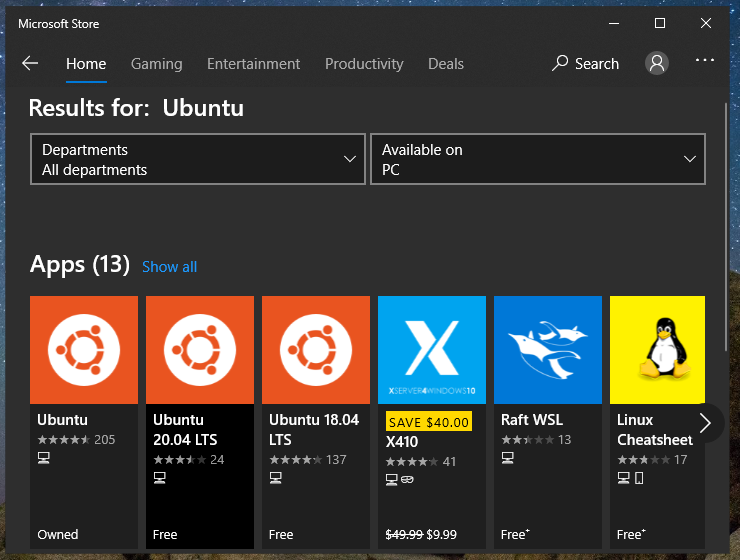 Microsoft Store
Home Gaming Entertainment Productivity Deals Search
Results for: Ubuntu
Departments
All departments
Available on
PC
Apps (13) Show all
Ubuntu
205
Owned
Ubuntu
20.04 LTS
24
Free
Ubuntu 18.04
LTS
137
Free
XSERVER4WINDOWS10
SAVE $40.00
X410
41
$49.99 $9.99
Raft WSL
13
Free+
Linux
Cheatsheet
17
Free+